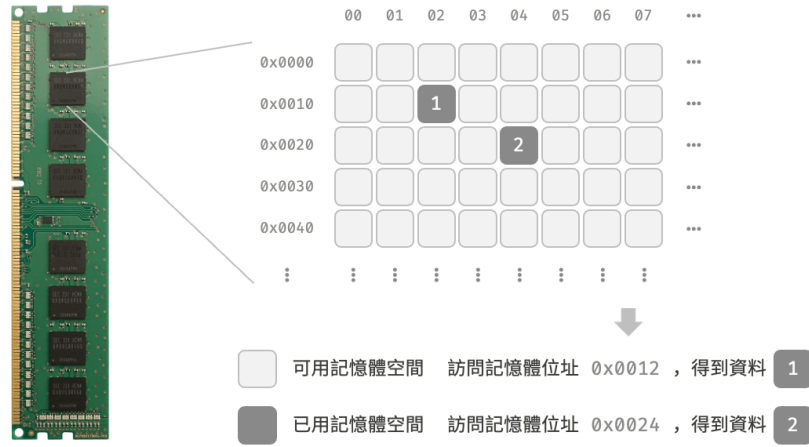 00 01 02 03 04 05 06 07 •••
0x0000 •••
0x0010 1 •••
0x0020 2 •••
0x0030 •••
0x0040 •••
可用記憶體空間 訪問記憶體位址 0x0012 ，得到資料 1
已用記憶體空間 訪問記憶體位址 0x0024 ，得到資料 2